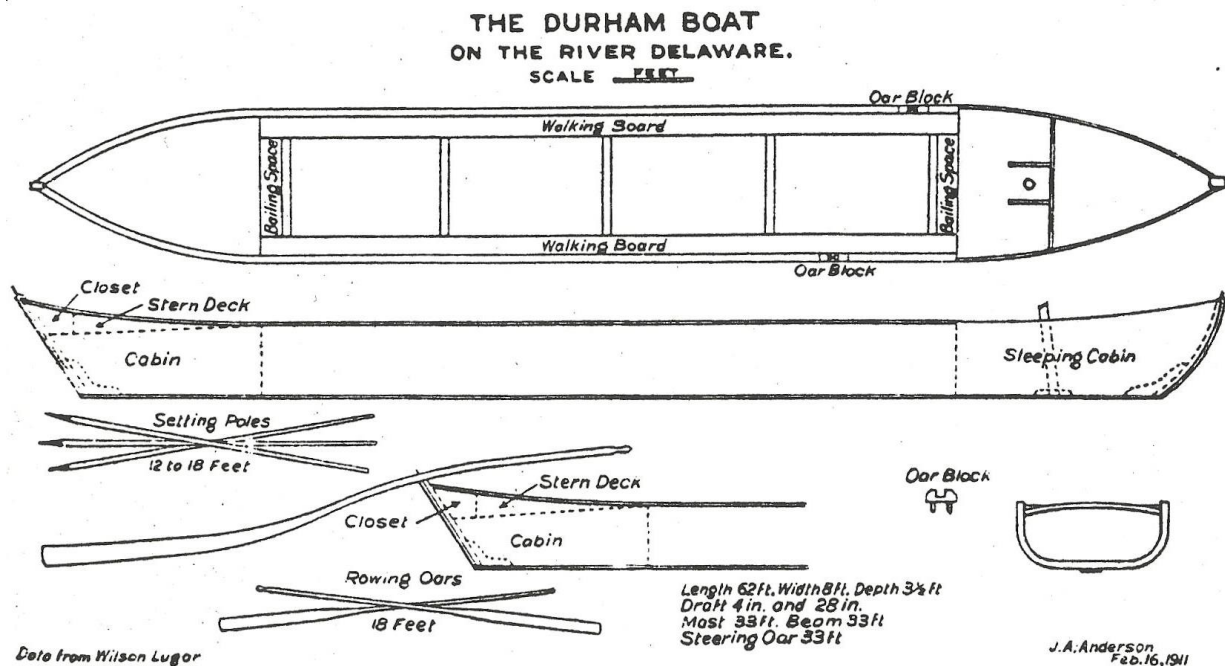 THE DURHAM BOAT
ON THE RIVER DELAWARE.
SCALE FEET
Oar Block
Walking Board
Bailing Space
Bailing Space
Walking Board
Oar Block
Closet
Stern Deck
Cabin
Sleeping Cabin
Setting Poles
12 to 18 Feet
Stern Deck
Closet
Cabin
Oar Block
Rowing Oars
18 Feet
Length 62ft. Width 8ft. Depth 3½ ft
Draft 4 in. and 28 in.
Mast 33ft. Beam 33ft
Steering Oar 33ft
Data from Wilson Lugar
J.A. Anderson
Feb. 16, 1911